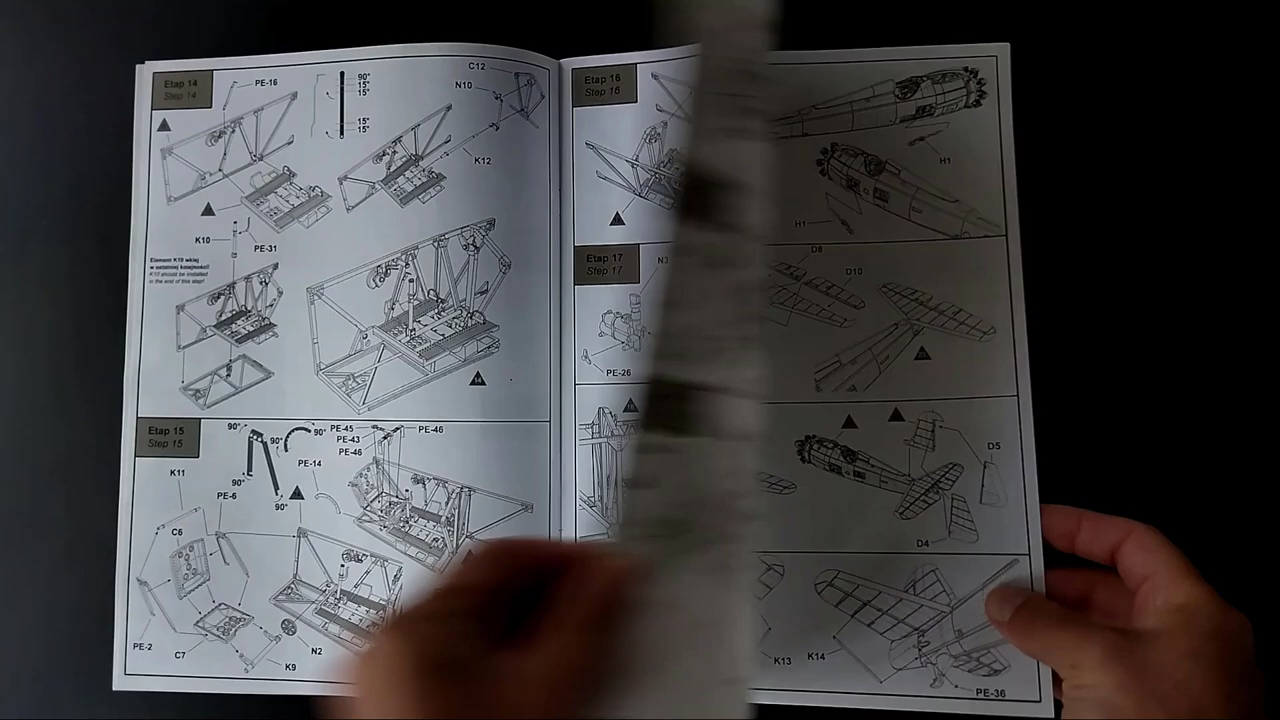 Etap 14
Step 14
PE-16
90°
15°
15°
15°
15°
C12
N10
K12
K10
PE-31
Element K10 wklej
w ostatniej kolejności!
K10 should be installed
in the end of this step!
14
Etap 15
Step 15
90°
90°
90°
90°
90°
PE-45
PE-43
PE-46
PE-46
PE-14
K11
PE-6
C6
PE-2
C7
K9
N2
Etap 16
Step 16
Etap 17
Step 17
N3
PE-26
H1
H1
D8
D10
D5
D4
K13
K14
PE-36